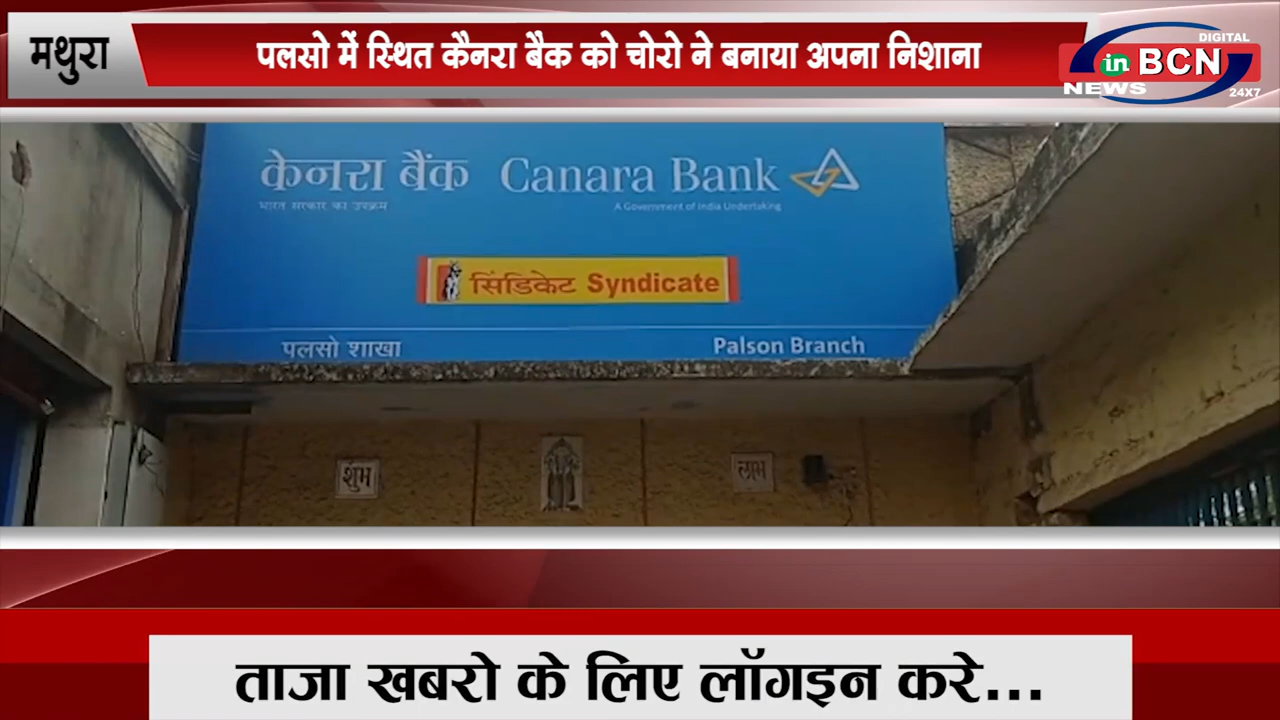 मथुरा
पलसो में स्थित कैनरा बैक को चोरो ने बनाया अपना निशाना
DIGITAL
in BCN
NEWS
24X7
केनरा बैंक Canara Bank
भारत सरकार का उपक्रम A Government of India Undertaking
सिंडिकेट Syndicate
पलसो शाखा Palson Branch
शुंभ
लाभ
ताजा खबरो के लिए लॉगइन करे...